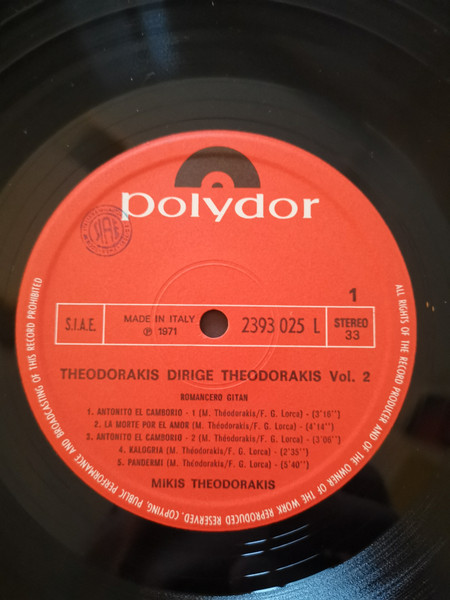 polydor
SIAE
1
S.I.A.E.
MADE IN ITALY
℗ 1971
2393 025 L
STEREO
33
THEODORAKIS DIRIGE THEODORAKIS Vol. 2
ROMANCERO GITAN
1. ANTONITO EL CAMBORIO - 1 (M. Théodorakis/F. G. Lorca) - (3'18'')
2. LA MORTE POR EL AMOR (M. Théodorakis/F. G. Lorca) - (4'14'')
3. ANTONITO EL CAMBORIO - 2 (M. Théodorakis/F. G. Lorca) - (3'06'')
4. KALOGRIA (M. Théodorakis/F. G. Lorca) - (2'35'')
5. PANDERMI (M. Théodorakis/F. G. Lorca) - (5'40'')
MiKIS THEODORAKIS
ALL RIGHTS OF THE RECORD PRODUCER AND OF THE OWNER OF THE WORK REPRODUCED RESERVED. COPYING, PUBLIC PERFORMANCE AND BROADCASTING OF THIS RECORD PROHIBITED